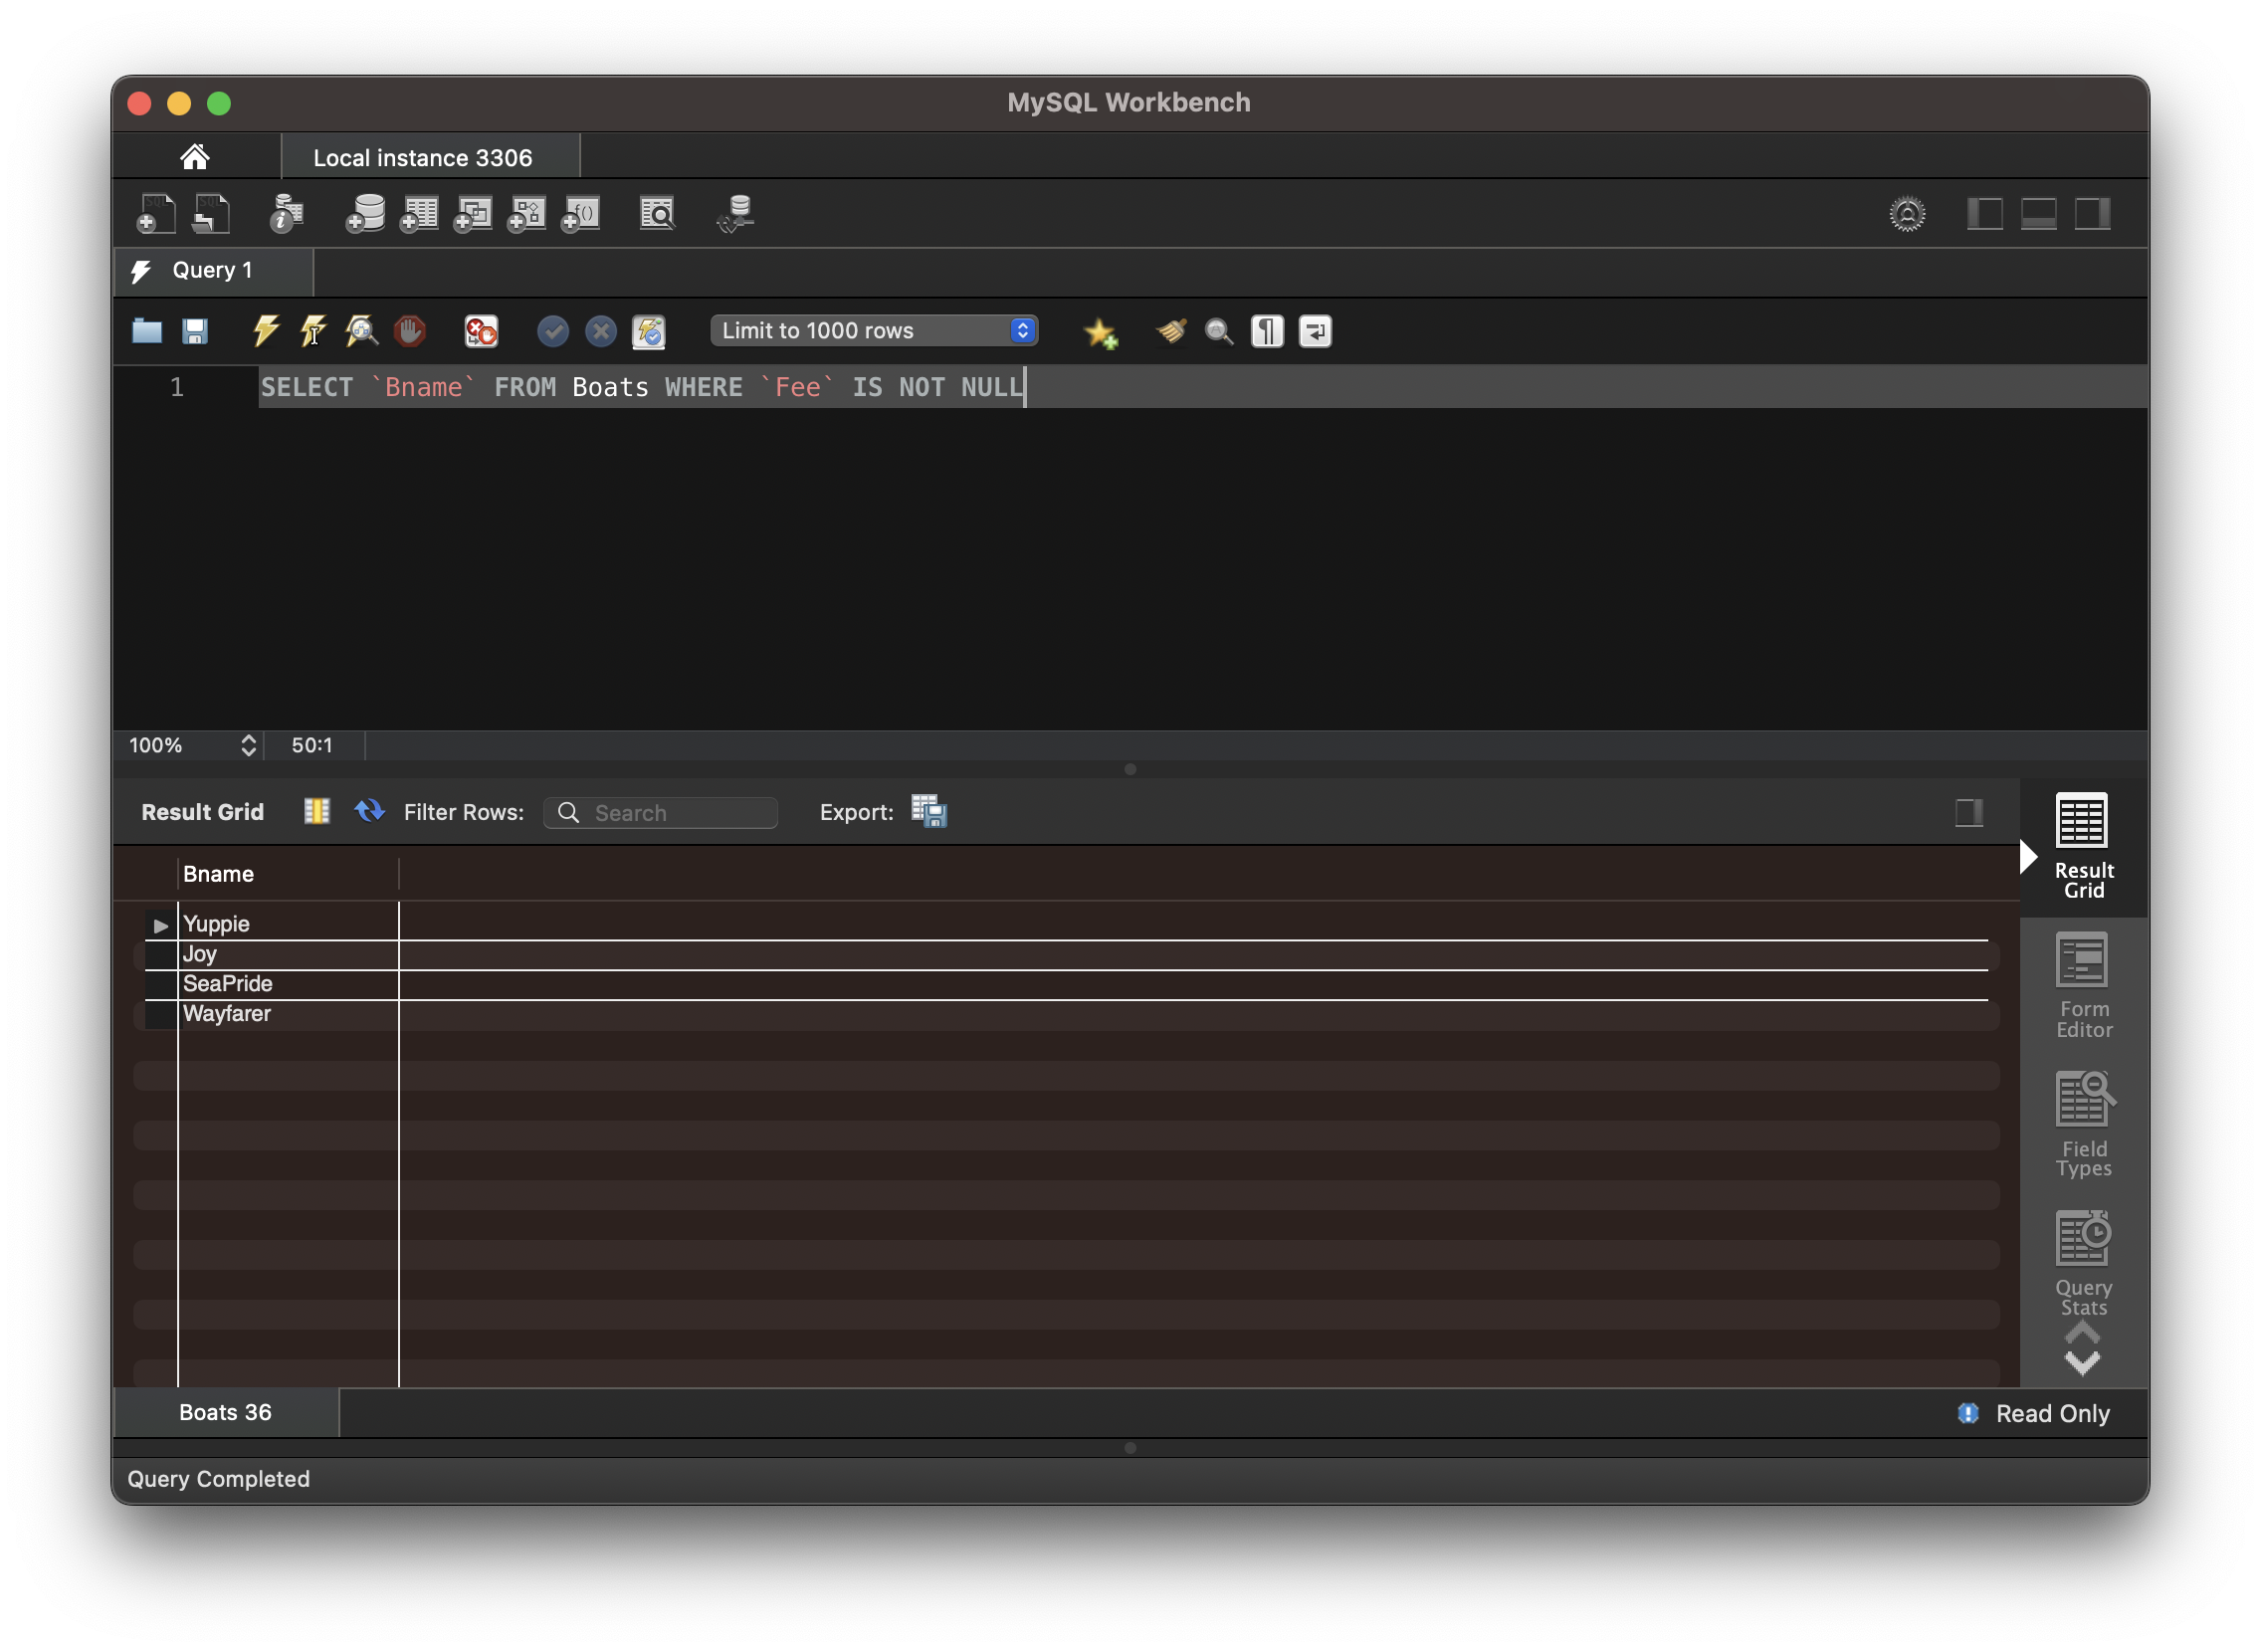 MySQL Workbench
Local instance 3306
Query 1
Limit to 1000 rows
1 SELECT `Bname` FROM Boats WHERE `Fee` IS NOT NULL
100% 50:1
Result Grid Filter Rows: Search Export:
Bname
Yuppie
Joy
SeaPride
Wayfarer
Result
Grid
Form
Editor
Field
Types
Query
Stats
Boats 36 Read Only
Query Completed